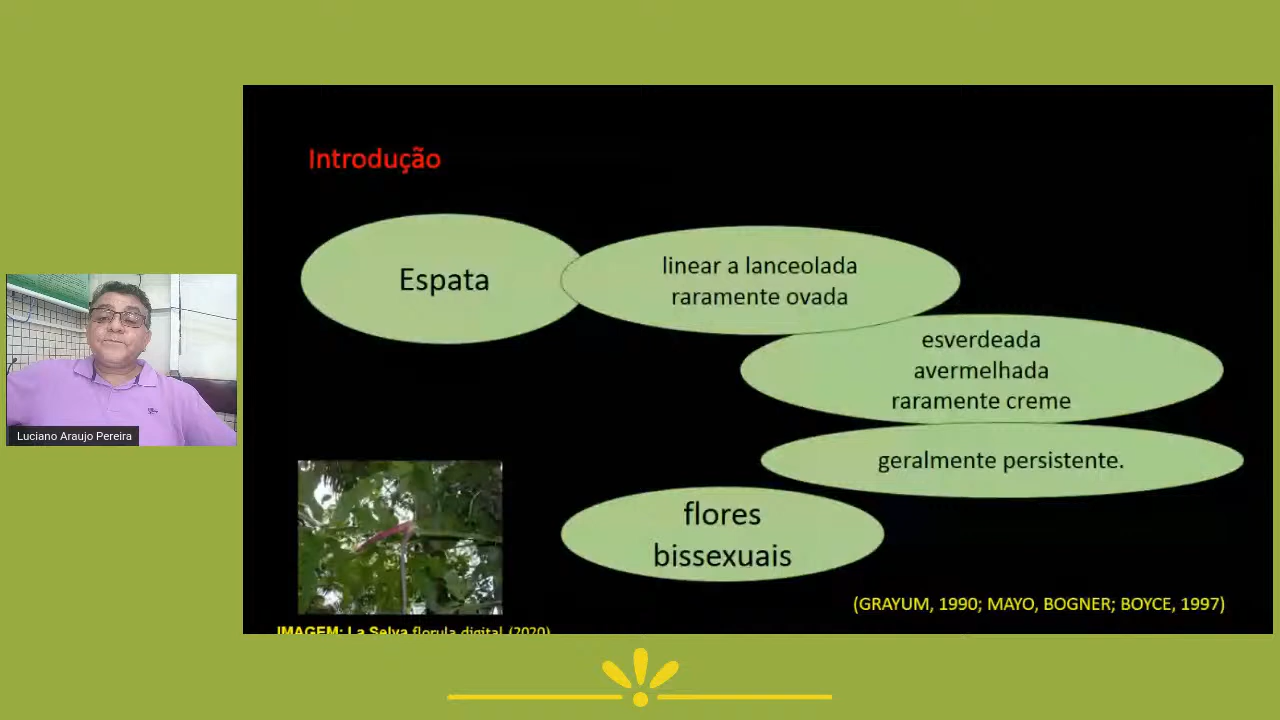 Introdução
Espata
linear a lanceolada
raramente ovada
esverdeada
avermelhada
raramente creme
geralmente persistente.
flores
bissexuais
(GRAYUM, 1990; MAYO, BOGNER; BOYCE, 1997)
IMAGEM: La Selva florula digital (2020)
Luciano Araujo Pereira